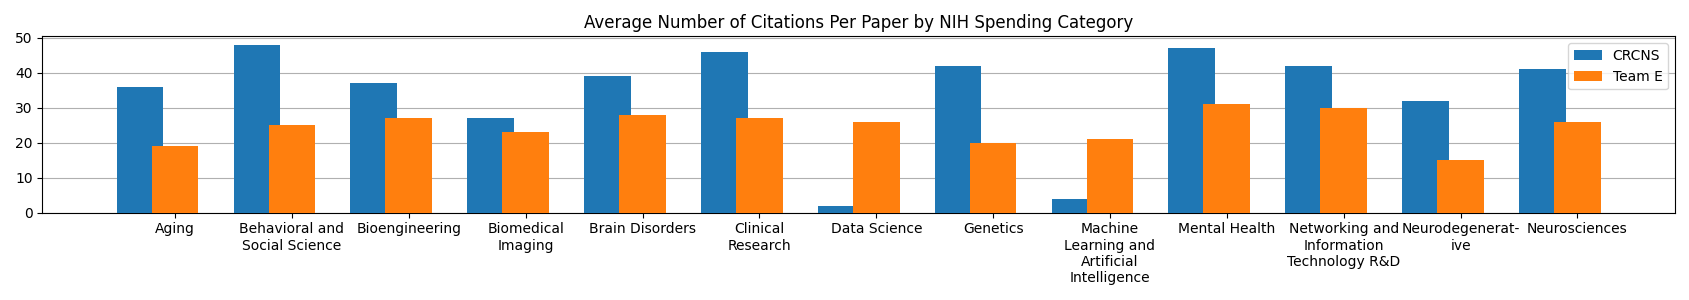 Average Number of Citations Per Paper by NIH Spending Category
50
40
30
20
10
0
CRCNS
Team E
Aging
Behavioral and
Social Science
Bioengineering
Biomedical
Imaging
Brain Disorders
Clinical
Research
Data Science
Genetics
Machine
Learning and
Artificial
Intelligence
Mental Health
Networking and
Information
Technology R&D
Neurodegenerat-
ive
Neurosciences